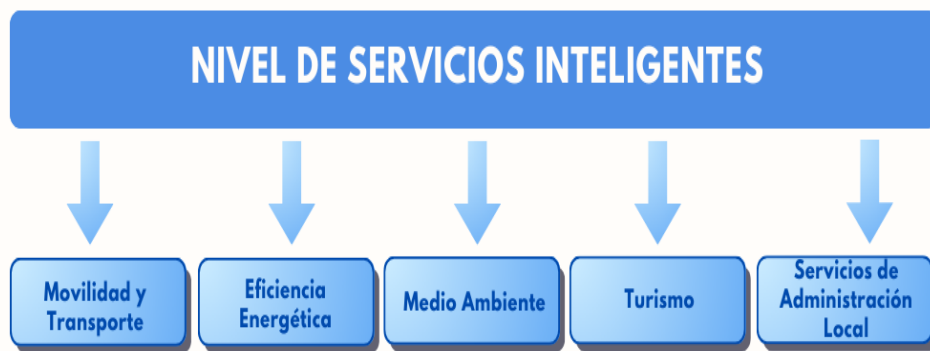 NIVEL DE SERVICIOS INTELIGENTES
Movilidad y
Transporte
Eficiencia
Energética
Medio Ambiente
Turismo
Servicios de
Administración
Local